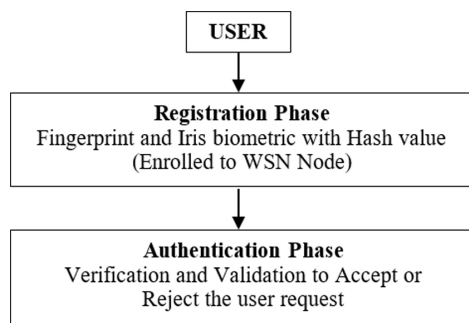 USER
Registration Phase
Fingerprint and Iris biometric with Hash value
(Enrolled to WSN Node)
Authentication Phase
Verification and Validation to Accept or
Reject the user request